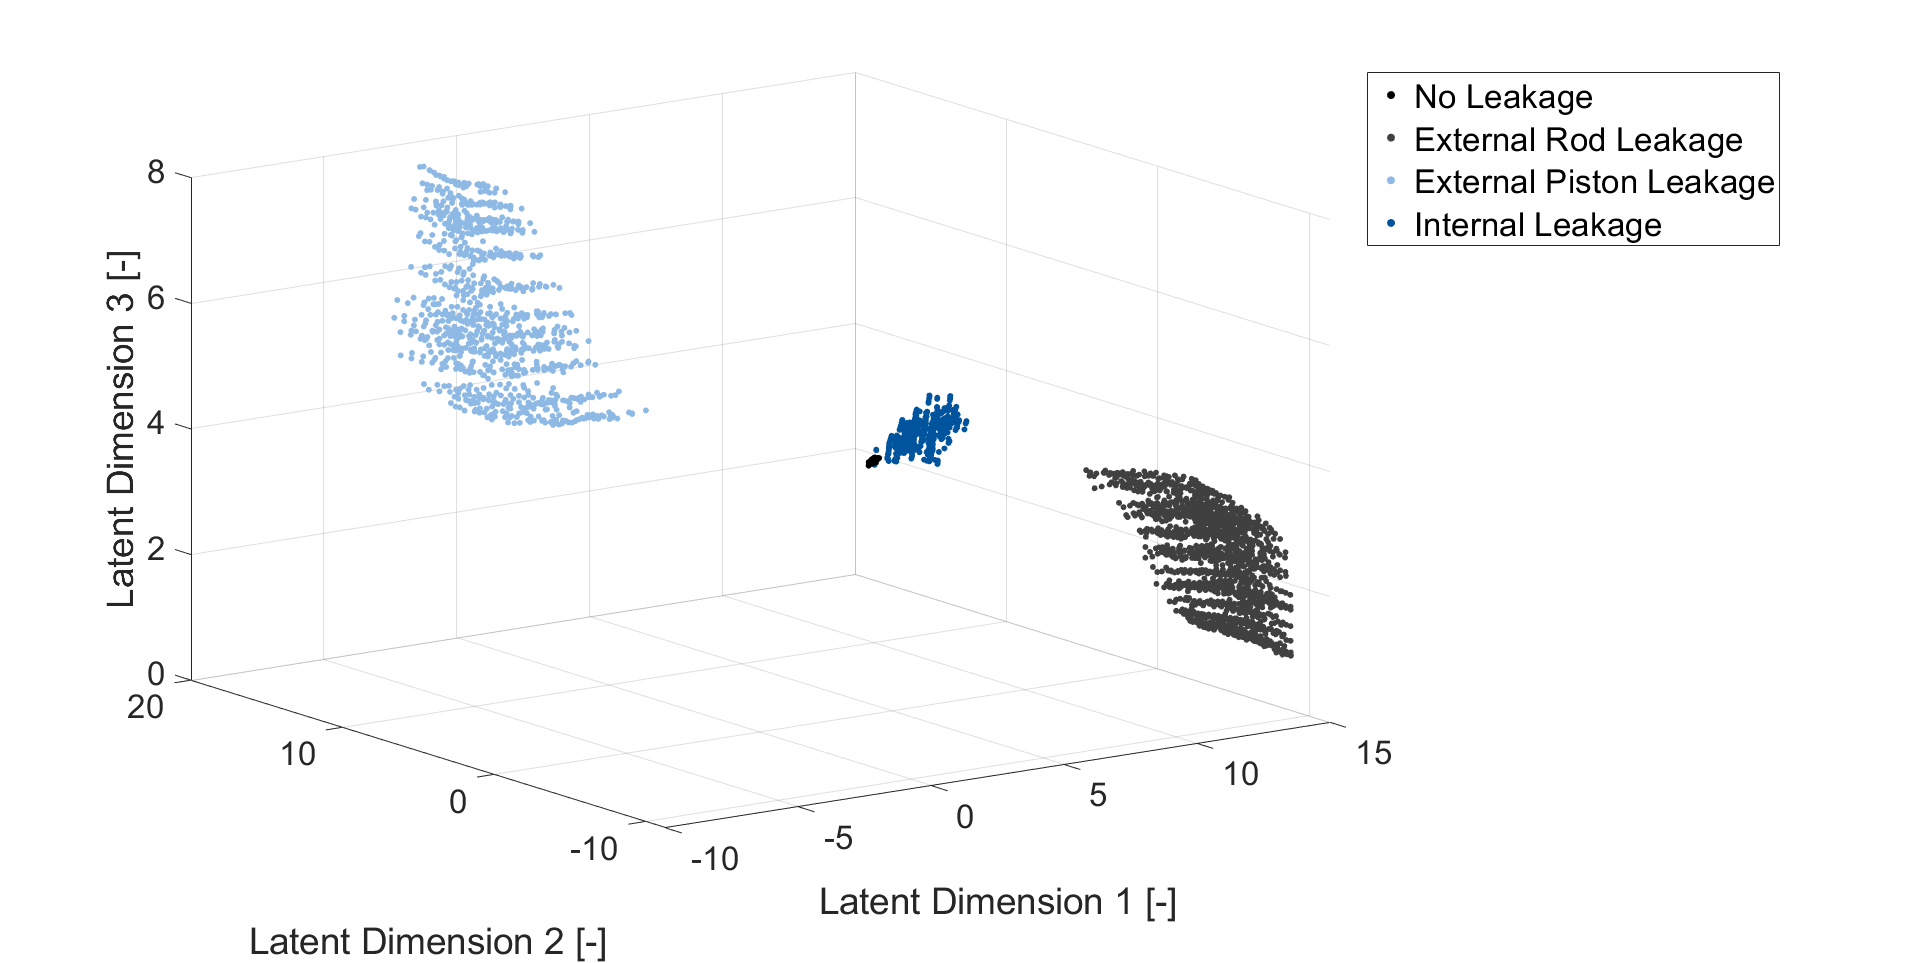 No Leakage
External Rod Leakage
External Piston Leakage
Internal Leakage
8
6
4
2
0
Latent Dimension 3 [-]
20
10
0
-10
Latent Dimension 2 [-]
-10
-5
0
5
10
15
Latent Dimension 1 [-]